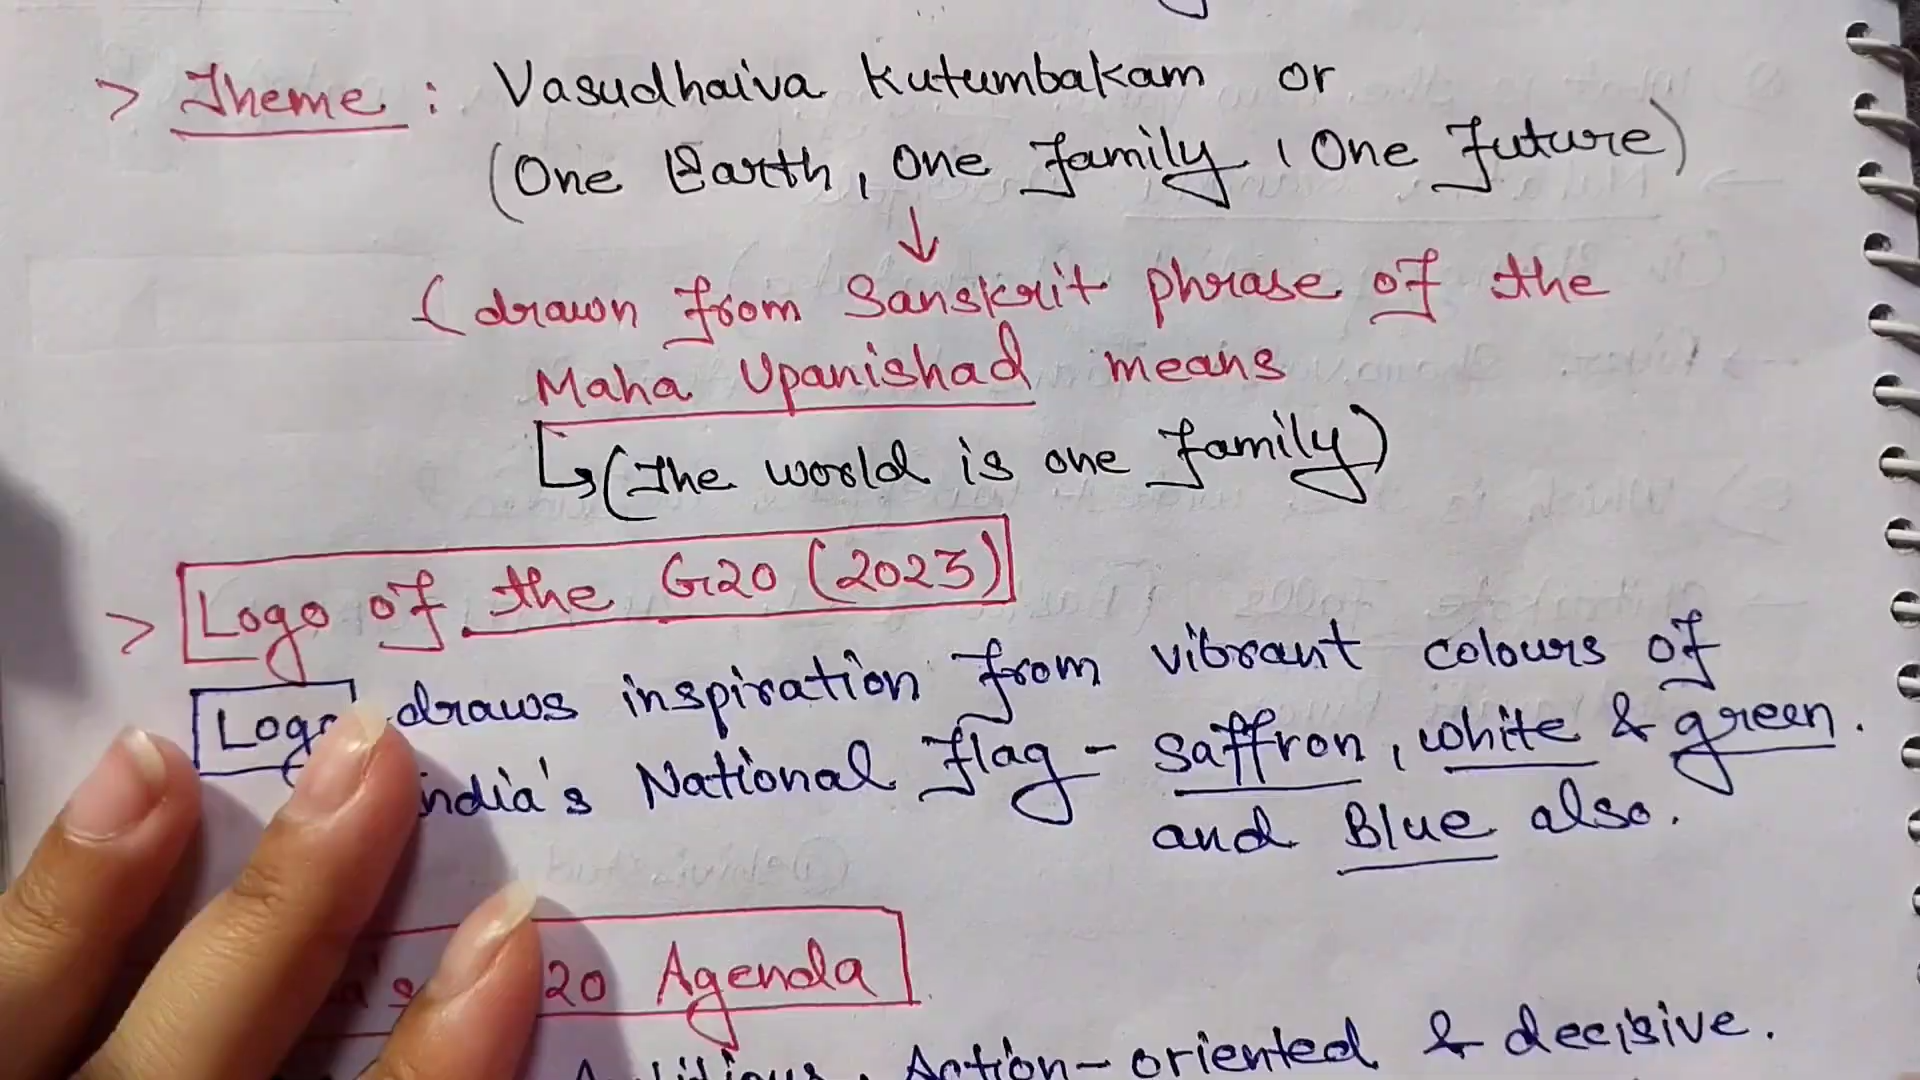 > Theme : Vasudhaiva Kutumbakam or
(One Earth, One Family, One Future)
↓
(drawn from Sanskrit phrase of the
Maha Upanishad means
↳ (The world is one family)
> Logo of the G20 (2023)
Logo draws inspiration from vibrant colours of
india's National Flag - saffron, white & green.
and Blue also.
20 Agenda
Action-oriented & decisive.